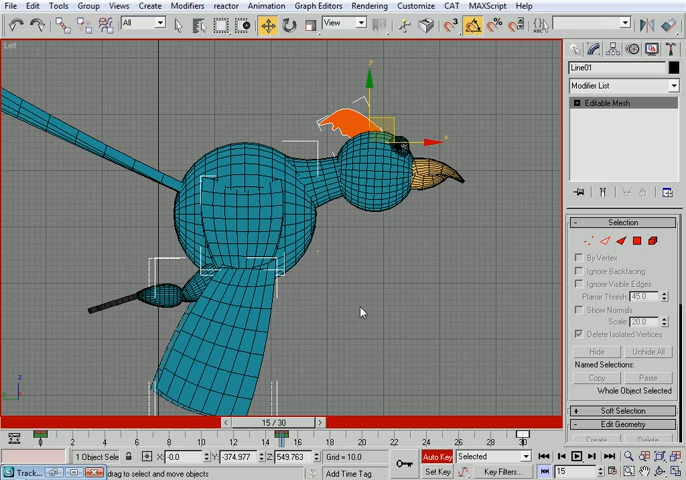 File Edit Tools Group Views Create Modifiers reactor Animation Graph Editors Rendering Customize CAT MAXScript Help
All View 3 ABC
Left
y
x
z
y
Line01
Modifier List
Editable Mesh
- Selection
By Vertex
Ignore Backfacing
Ignore Visible Edges
Planar Thresh: 45.0
Show Normals
Scale: 20.0
Delete Isolated Vertices
Hide Unhide All
Named Selections:
Copy Paste
Whole Object Selected
+ Soft Selection
- Edit Geometry
Create Delete
< 15 / 30 >
0 2 4 6 8 10 12 14 16 18 20 22 24 26 28 30
1 Object Sele X: -0.0 Y: -374.977 Z: 549.763 Grid = 10.0 Auto Key Selected
Track... drag to select and move objects Add Time Tag Set Key Key Filters... 15